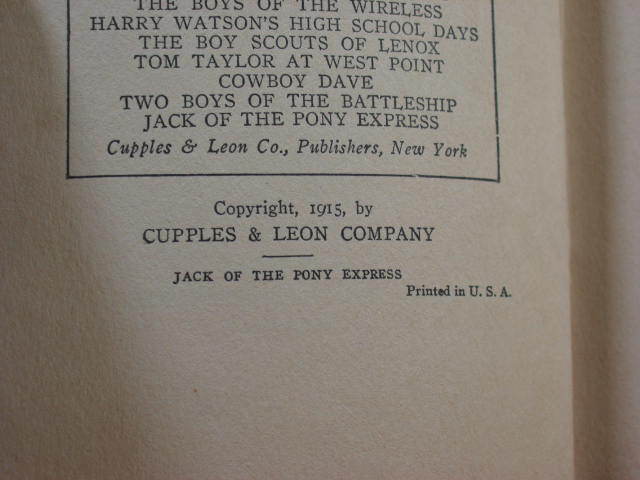 THE BOYS OF THE WIRELESS
HARRY WATSON'S HIGH SCHOOL DAYS
THE BOY SCOUTS OF LENOX
TOM TAYLOR AT WEST POINT
COWBOY DAVE
TWO BOYS OF THE BATTLESHIP
JACK OF THE PONY EXPRESS
Cupples & Leon Co., Publishers, New York
Copyright, 1915, by
CUPPLES & LEON COMPANY
JACK OF THE PONY EXPRESS
Printed in U. S. A.